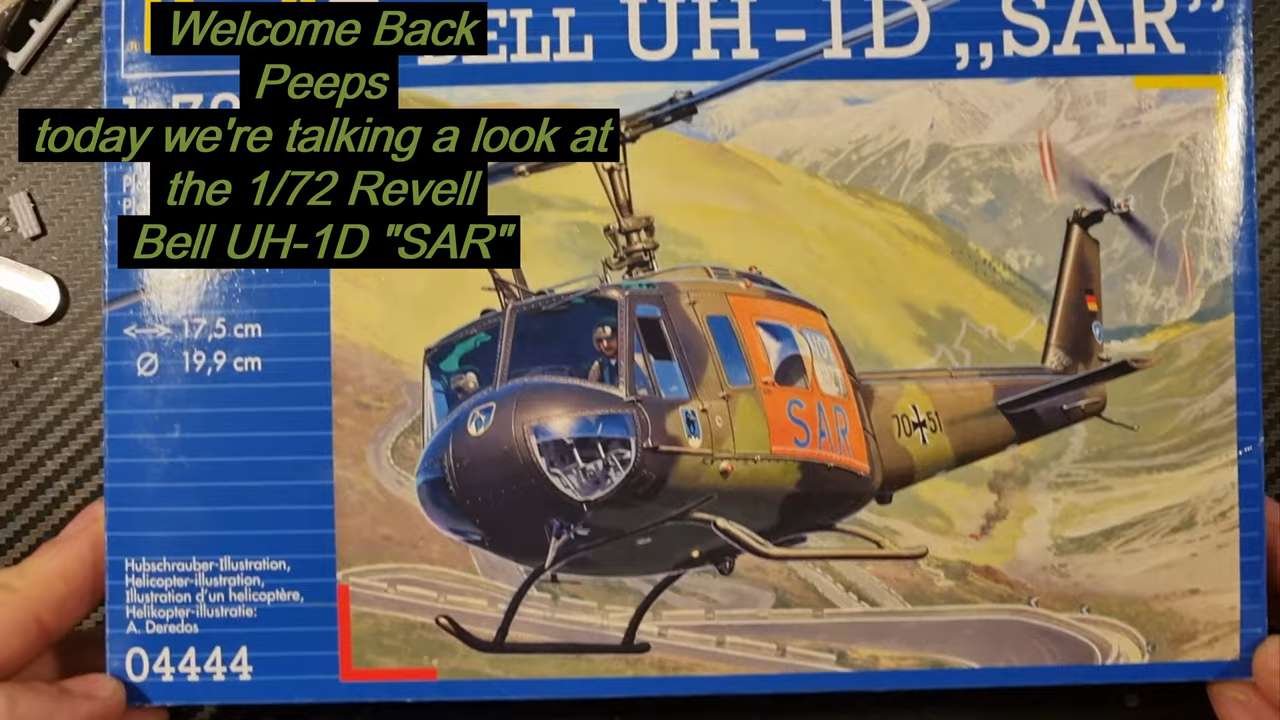 Welcome Back
Peeps
today we're talking a look at
the 1/72 Revell
Bell UH-1D "SAR"
BELL UH-1D „SAR”
17,5 cm
19,9 cm
SAR
70 51
Hubschrauber-Illustration,
Helicopter-illustration,
Illustration d'un helicoptère,
Helikopter-illustratie:
A. Deredos
04444